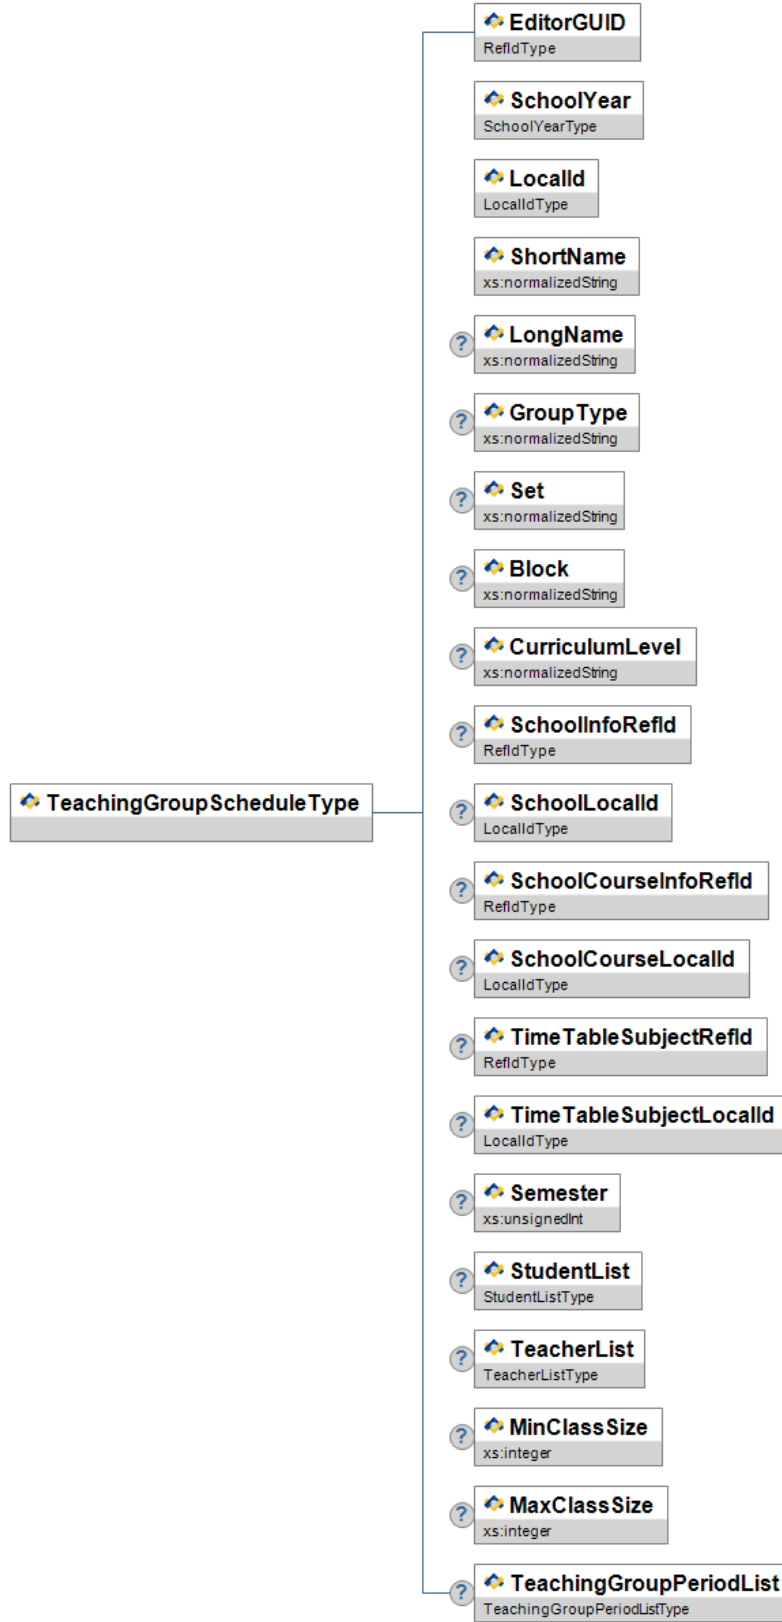 EditorGUID
RefIdType
SchoolYear
SchoolYearType
LocalId
LocalIdType
ShortName
xs:normalizedString
?
LongName
xs:normalizedString
?
GroupType
xs:normalizedString
?
Set
xs:normalizedString
?
Block
xs:normalizedString
?
CurriculumLevel
xs:normalizedString
?
SchoolInfoRefId
RefIdType
TeachingGroupScheduleType
?
SchoolLocalId
LocalIdType
?
SchoolCourseInfoRefId
RefIdType
?
SchoolCourseLocalId
LocalIdType
?
TimeTableSubjectRefId
RefIdType
?
TimeTableSubjectLocalId
LocalIdType
?
Semester
xs:unsignedInt
?
StudentList
StudentListType
?
TeacherList
TeacherListType
?
MinClassSize
xs:integer
?
MaxClassSize
xs:integer
?
TeachingGroupPeriodList
TeachingGroupPeriodListType